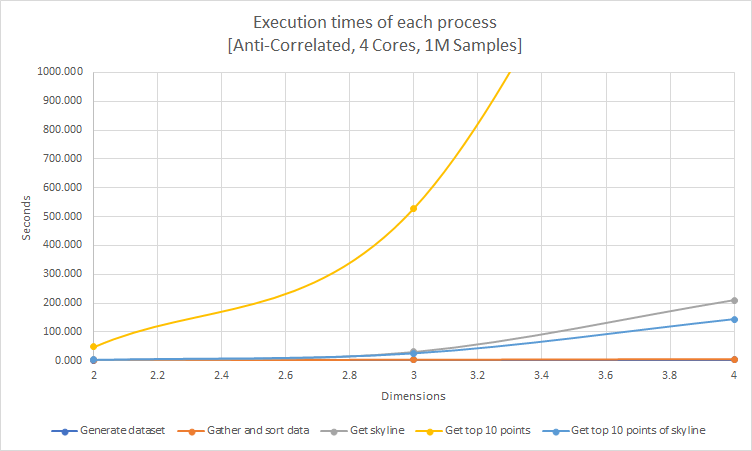 Execution times of each process
[Anti-Correlated, 4 Cores, 1M Samples]
1000.000
900.000
800.000
700.000
600.000
500.000
400.000
300.000
200.000
100.000
0.000
Seconds
2 2.2 2.4 2.6 2.8 3 3.2 3.4 3.6 3.8 4
Dimensions
Generate dataset Gather and sort data Get skyline Get top 10 points Get top 10 points of skyline